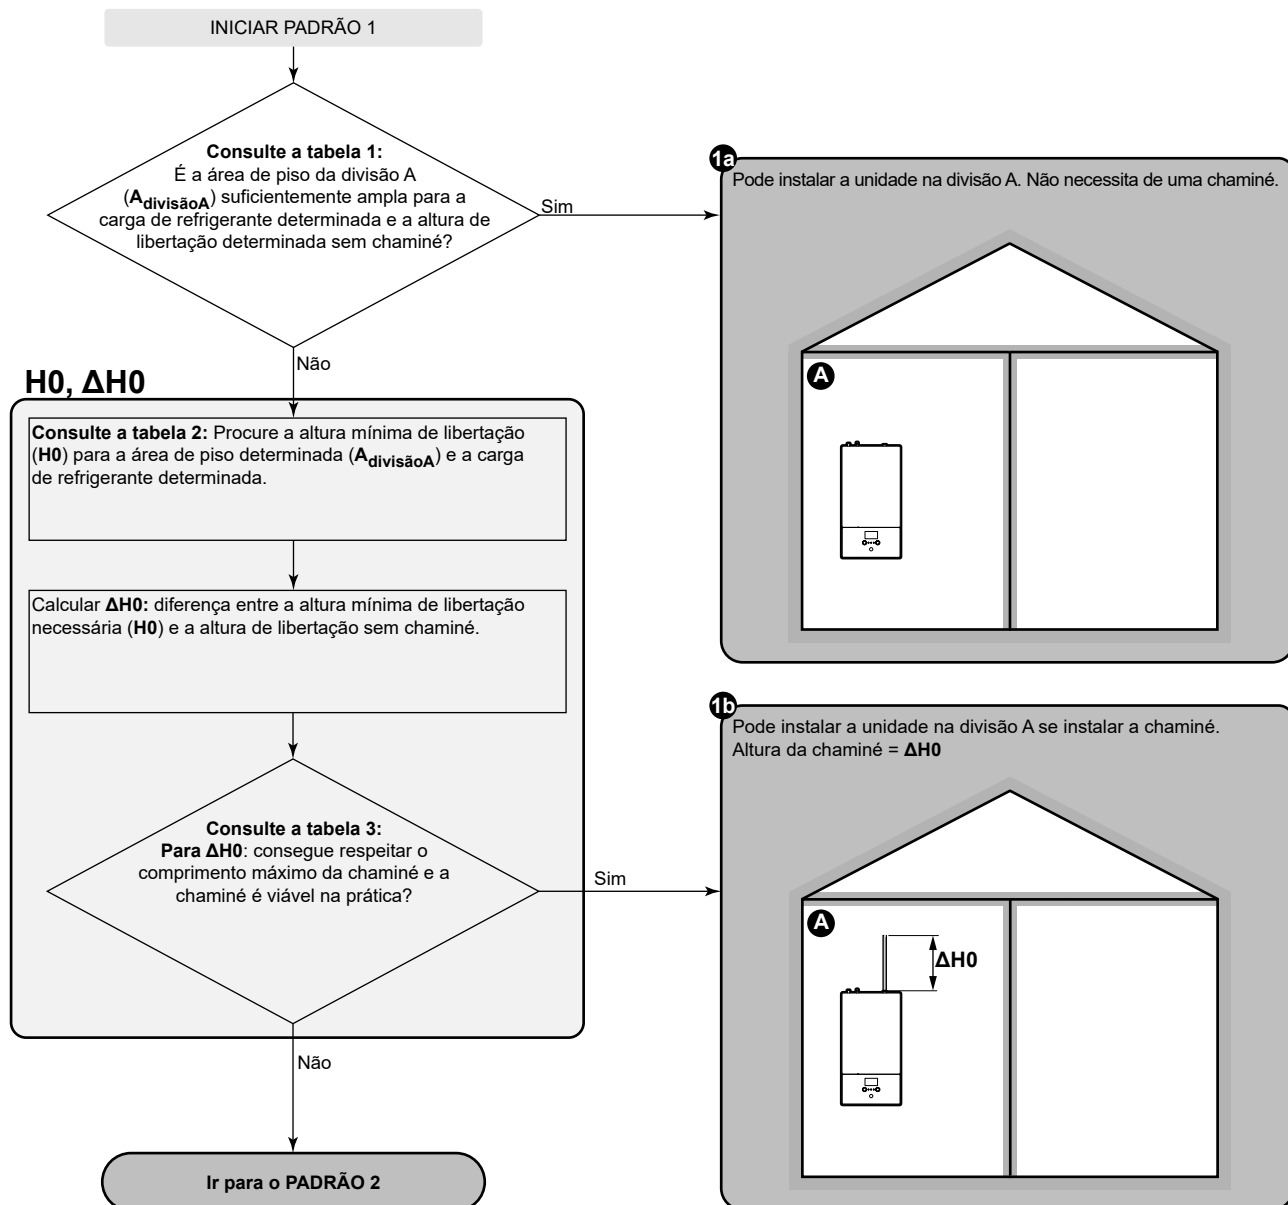 INICIAR PADRÃO 1
Consulte a tabela 1:
É a área de piso da divisão A
(AdivisãoA) suficientemente ampla para a
carga de refrigerante determinada e a altura de
libertação determinada sem chaminé?
Sim
1a
Pode instalar a unidade na divisão A. Não necessita de uma chaminé.
A
Não
H0, ΔH0
Consulte a tabela 2: Procure a altura mínima de libertação
(H0) para a área de piso determinada (AdivisãoA) e a carga
de refrigerante determinada.
Calcular ΔH0: diferença entre a altura mínima de libertação
necessária (H0) e a altura de libertação sem chaminé.
Consulte a tabela 3:
Para ΔH0: consegue respeitar o
comprimento máximo da chaminé e a
chaminé é viável na prática?
Sim
1b
Pode instalar a unidade na divisão A se instalar a chaminé.
Altura da chaminé = ΔH0
A
ΔH0
Não
Ir para o PADRÃO 2